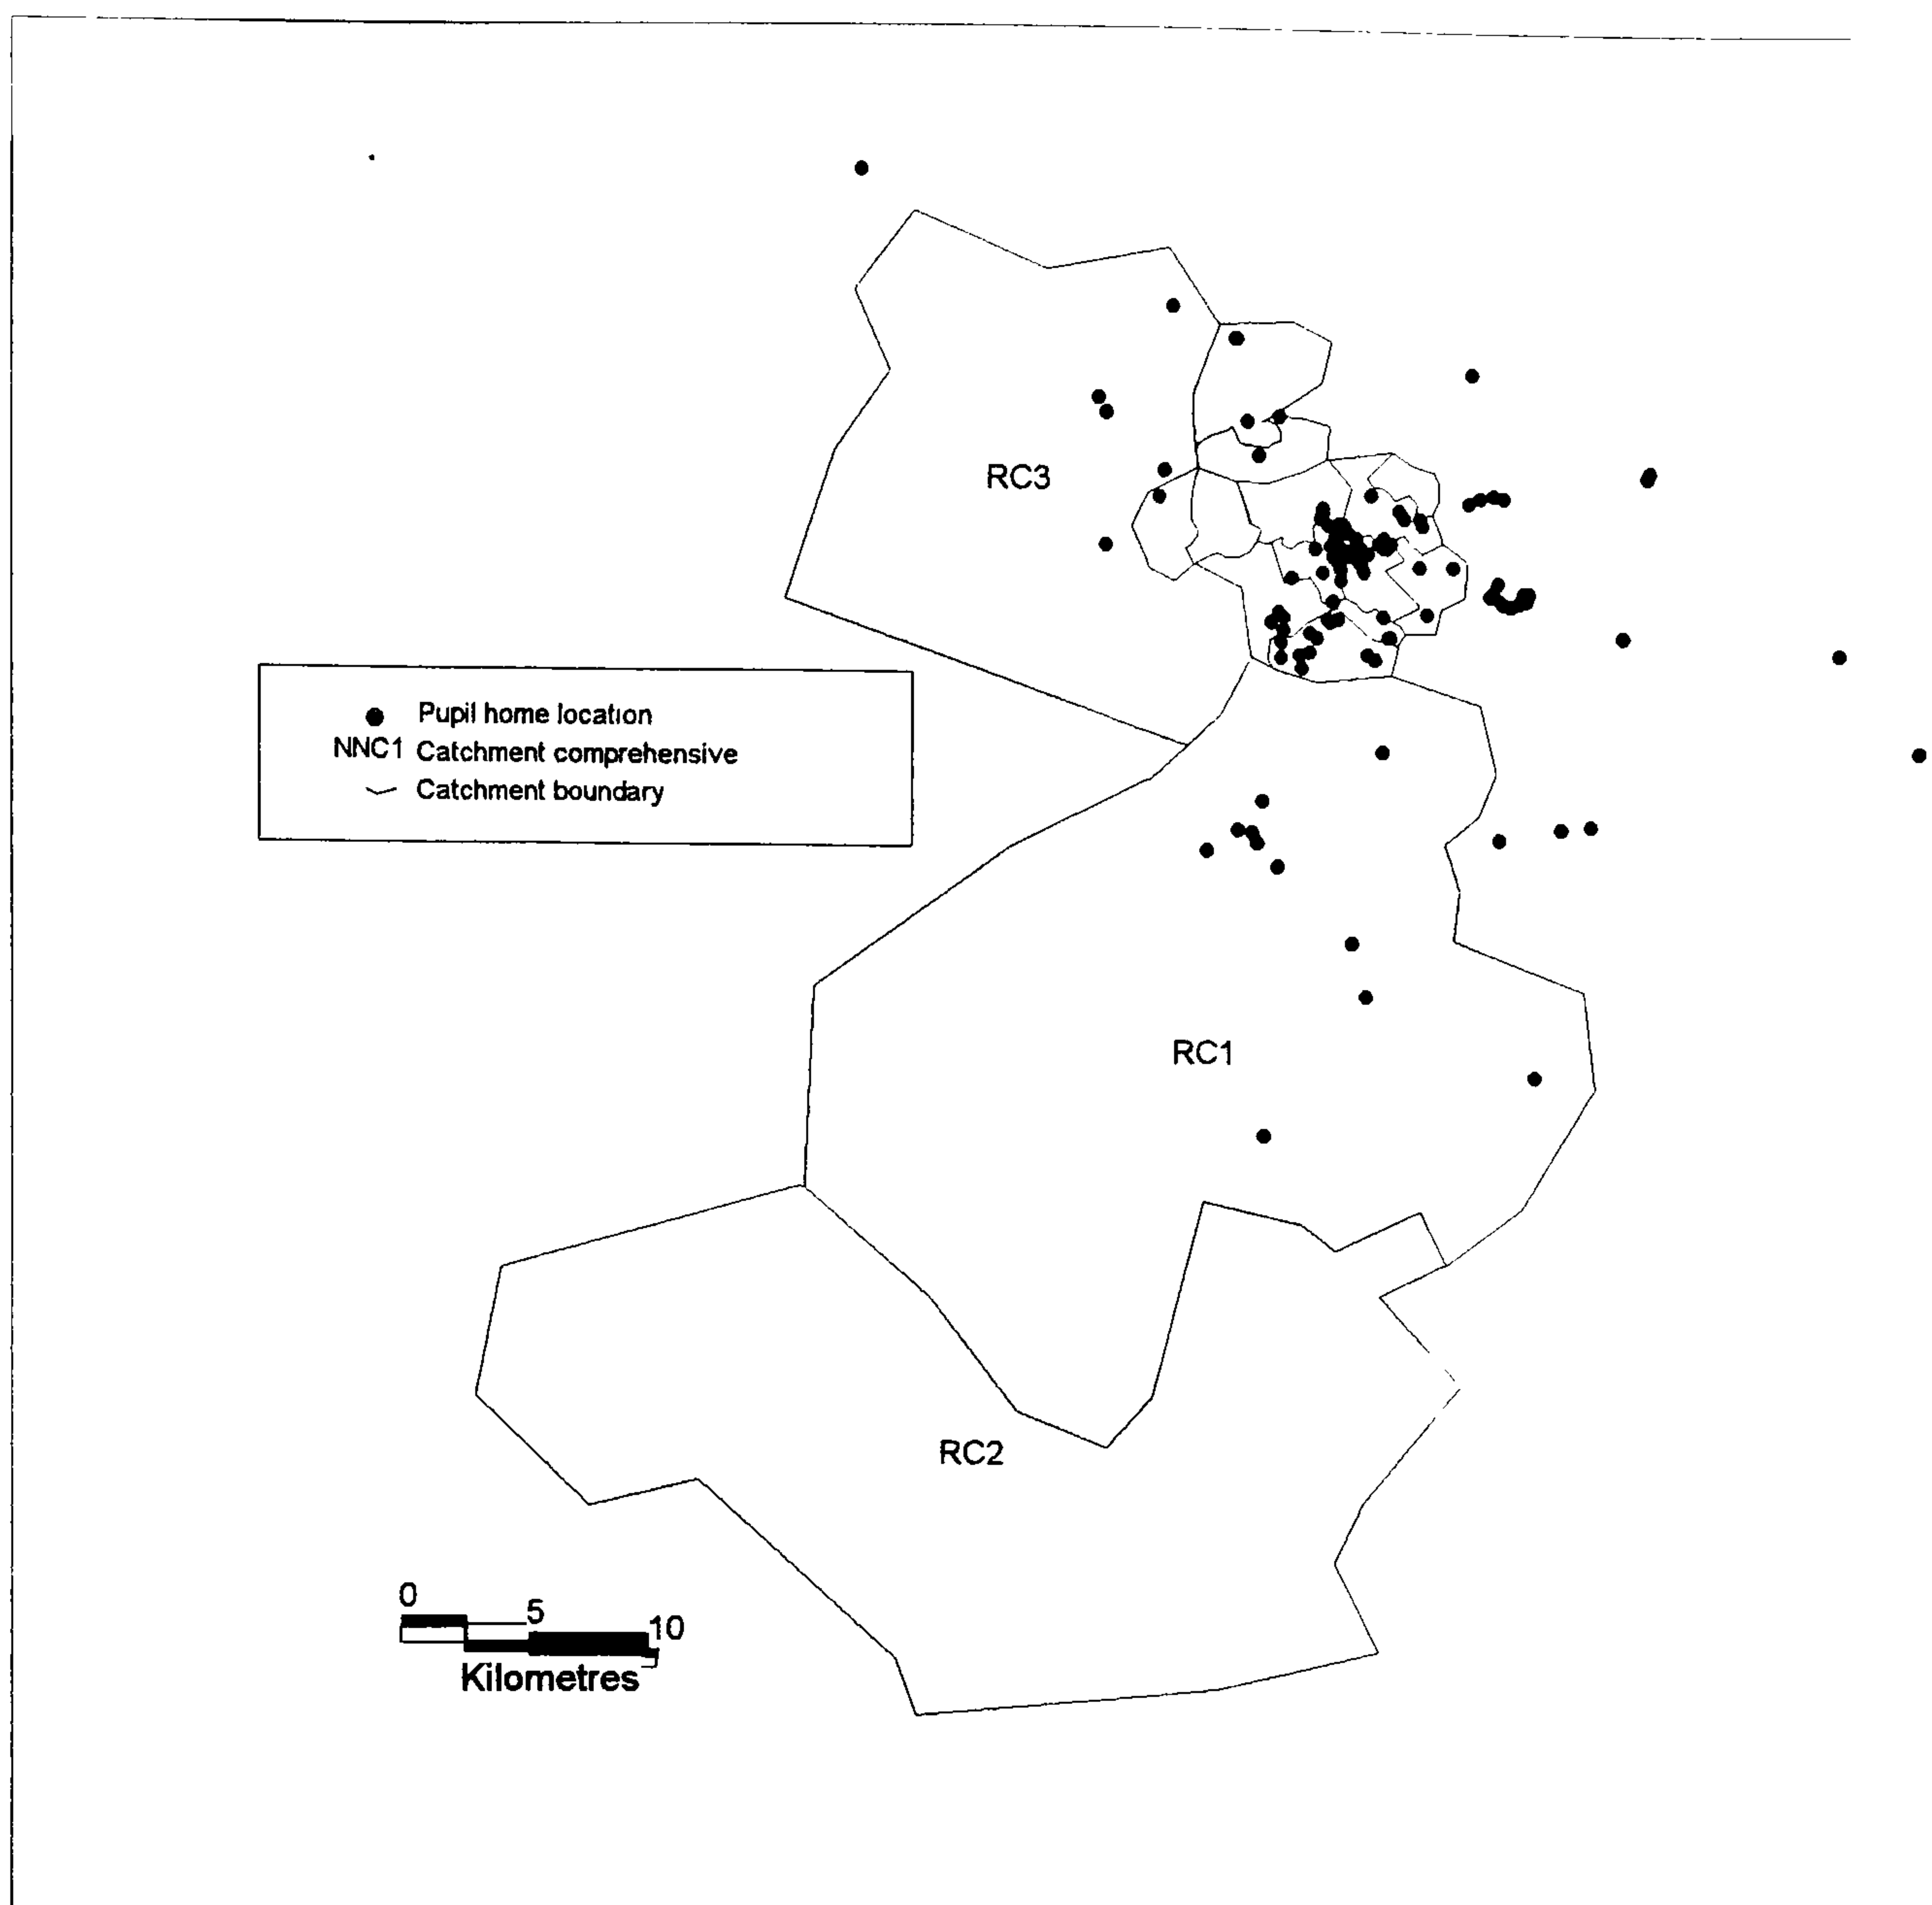 RC3
Pupil home location
NNC1 Catchment comprehensive
Catchment boundary
RC1
RC2
0
5
10
Kilometres